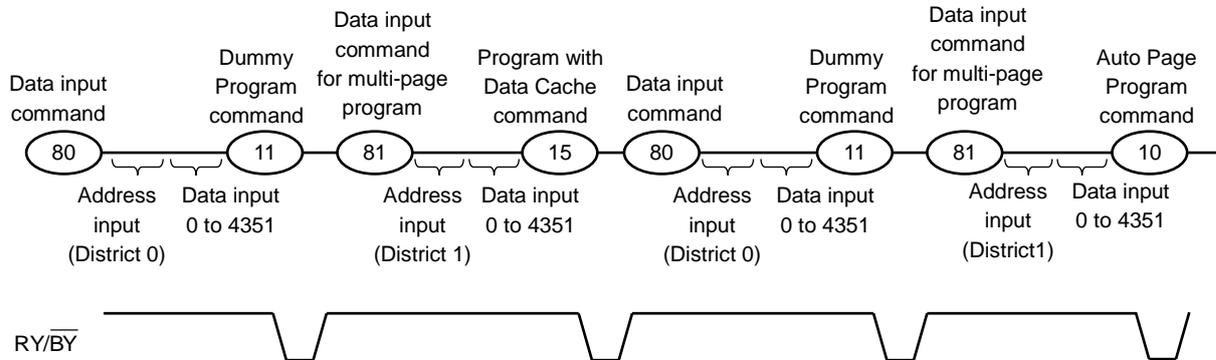 Data input
command
80
Address
input
(District 0)
Data input
0 to 4351
Dummy
Program
command
11
Data input
command
for multi-page
program
81
Address
input
(District 1)
Data input
0 to 4351
Program with
Data Cache
command
15
Data input
command
80
Address
input
(District 0)
Data input
0 to 4351
Dummy
Program
command
11
Data input
command
for multi-page
program
81
Address
input
(District1)
Data input
0 to 4351
Auto Page
Program
command
10
RY/B̅Y̅